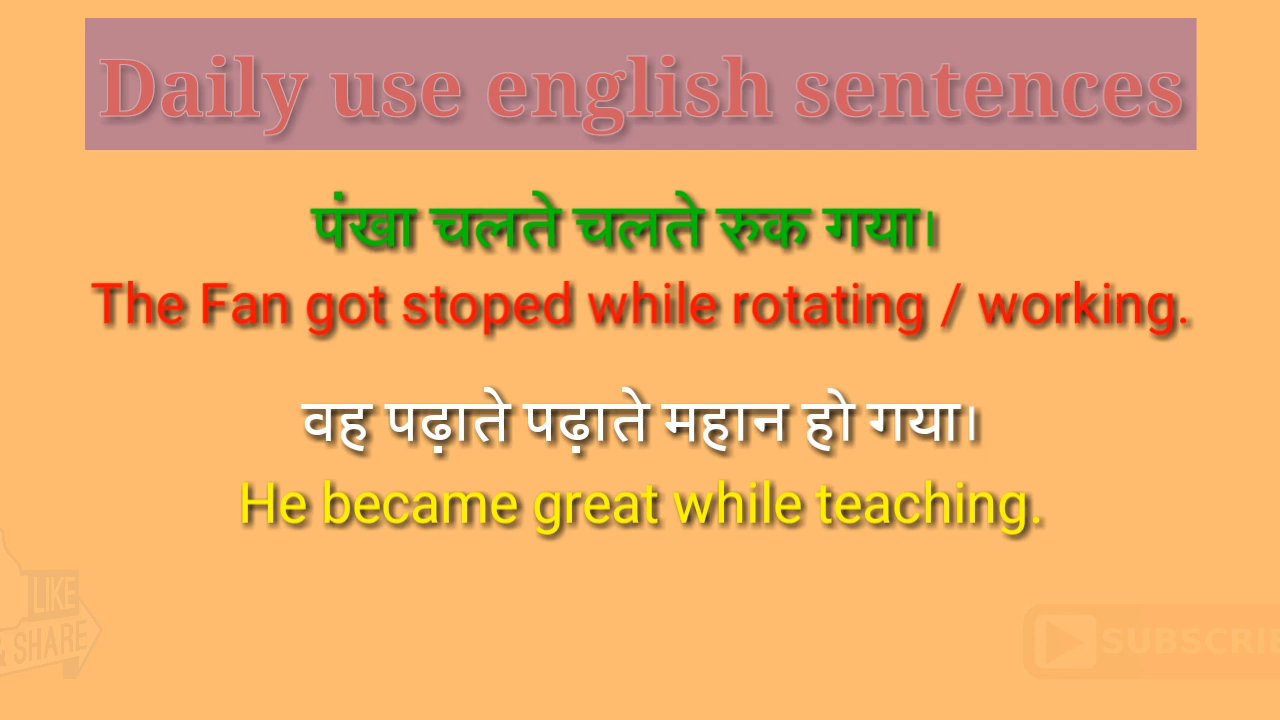 Daily use english sentences
पंखा चलते चलते रुक गया।
The Fan got stoped while rotating / working.
वह पढ़ाते पढ़ाते महान हो गया।
He became great while teaching.
LIKE
& SHARE
SUBSCRIBE